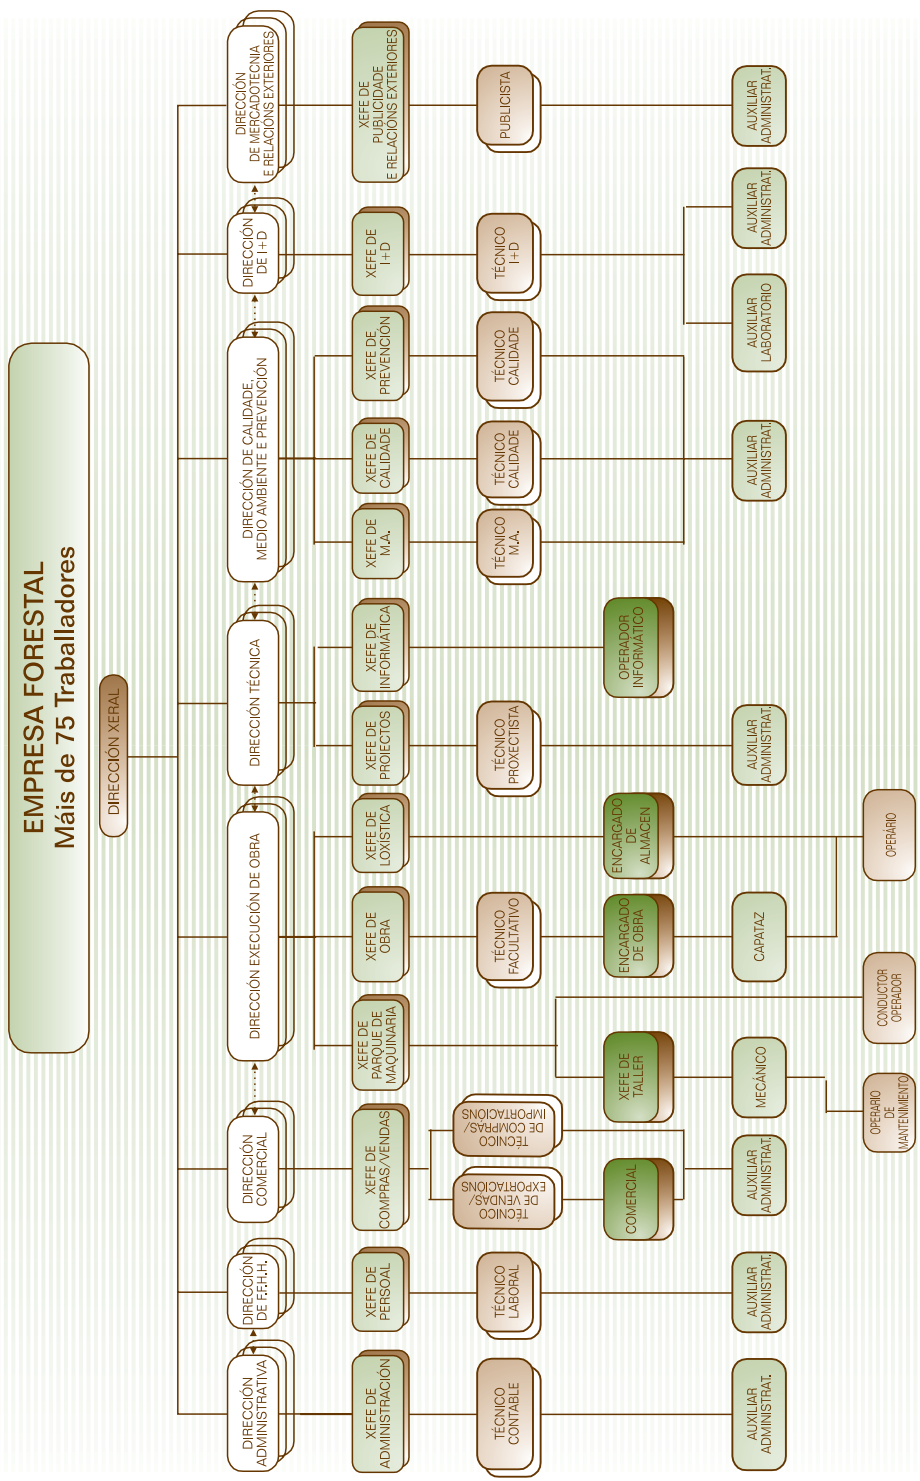 EMPRESA FORESTAL
Máis de 75 Traballadores
DIRECCIÓN XERAL
DIRECCIÓN
ADMINISTRATIVA
DIRECCIÓN
DE F.F.H.H.
DIRECCIÓN
COMERCIAL
DIRECCIÓN EXECUCIÓN DE OBRA
DIRECCIÓN TÉCNICA
DIRECCIÓN DE CALIDADE,
MEDIO AMBIENTE E PREVENCIÓN
DIRECCIÓN
DE I+D
DIRECCIÓN
DE MERCADOTECNIA
E RELACIÓNS EXTERIORES
XEFE DE
ADMINISTRACIÓN
XEFE DE
PERSOAL
XEFE DE
COMPRAS/VENDAS
XEFE DE
PARQUE DE
MAQUINARIA
XEFE DE
OBRA
XEFE DE
LOXÍSTICA
XEFE DE
PROIECTOS
XEFE DE
INFORMÁTICA
XEFE DE
M.A.
XEFE DE
CALIDADE
XEFE DE
PREVENCIÓN
XEFE DE
I+D
XEFE DE
PUBLICIDADE
E RELACIÓNS EXTERIORES
TÉCNICO
CONTABLE
TÉCNICO
LABORAL
TÉCNICO
DE VENDAS/
EXPORTACIÓNS
TÉCNICO
DE COMPRAS/
IMPORTACIÓNS
TÉCNICO
FACULTATIVO
TÉCNICO
PROXECTISTA
TÉCNICO
M.A.
TÉCNICO
CALIDADE
TÉCNICO
CALIDADE
TÉCNICO
I+D
PUBLICISTA
COMERCIAL
XEFE DE
TALLER
ENCARGADO
DE OBRA
ENCARGADO
DE
ALMACEN
OPERADOR
INFORMÁTICO
AUXILIAR
ADMINISTRAT.
AUXILIAR
ADMINISTRAT.
AUXILIAR
ADMINISTRAT.
MECÁNICO
CAPATAZ
AUXILIAR
ADMINISTRAT.
AUXILIAR
ADMINISTRAT.
AUXILIAR
LABORATORIO
AUXILIAR
ADMINISTRAT.
AUXILIAR
ADMINISTRAT.
OPERARIO
DE
MANTENIMIENTO
CONDUCTOR
OPERADOR
OPERÁRIO